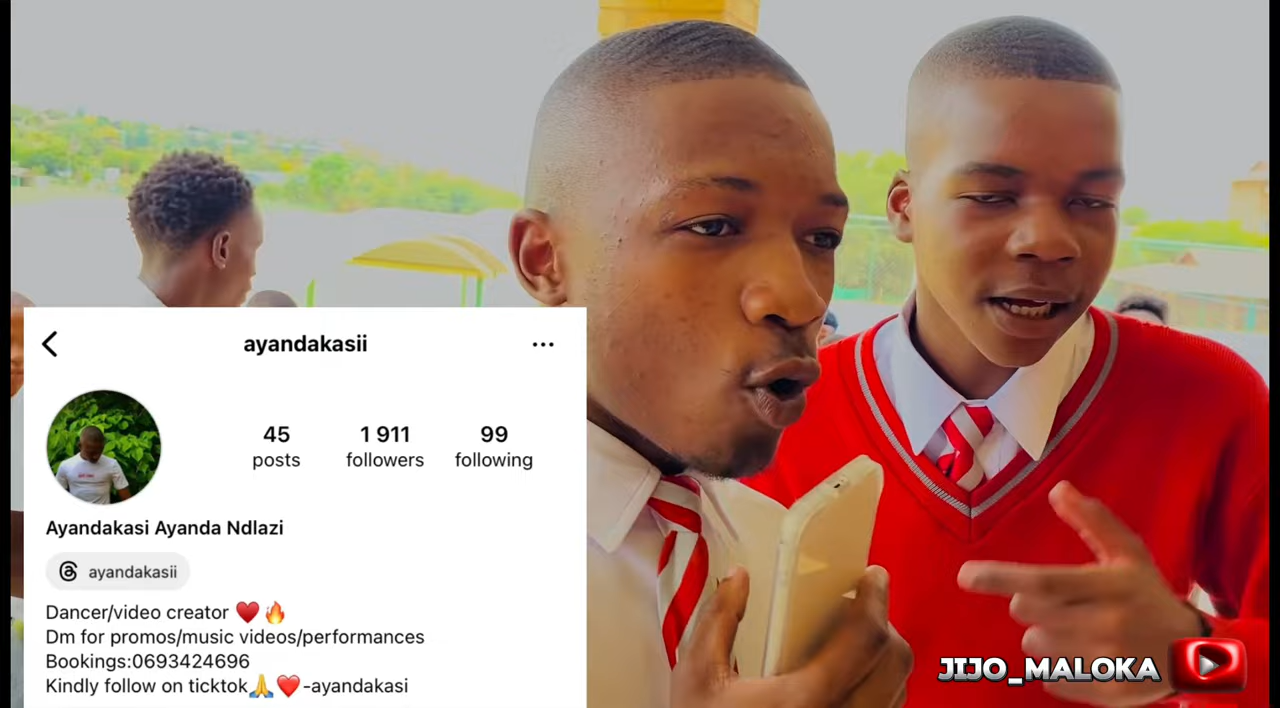 ayandakasii
45 1 911 99
posts followers following
Ayandakasi Ayanda Ndlazi
ayandakasii
Dancer/video creator ❤️🔥
Dm for promos/music videos/performances
Bookings:0693424696
Kindly follow on ticktok🙏❤️-ayandakasi
JIJO_MALOKA